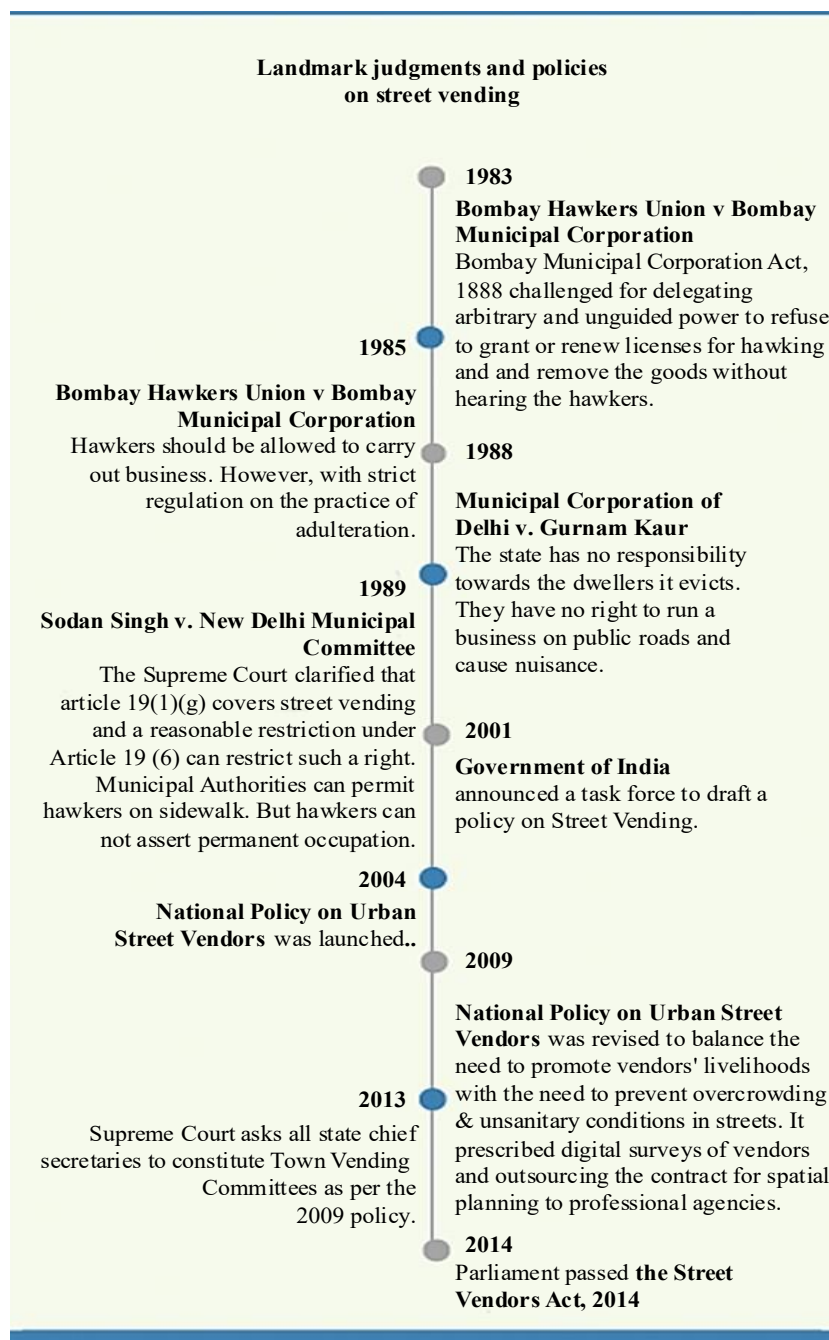 Landmark judgments and policies
on street vending
1983
Bombay Hawkers Union v Bombay
Municipal Corporation
Bombay Municipal Corporation Act,
1888 challenged for delegating
arbitrary and unguided power to refuse
to grant or renew licenses for hawking
and and remove the goods without
hearing the hawkers.
1985
Bombay Hawkers Union v Bombay
Municipal Corporation
Hawkers should be allowed to carry
out business. However, with strict
regulation on the practice of
adulteration.
1988
Municipal Corporation of
Delhi v. Gurnam Kaur
The state has no responsibility
towards the dwellers it evicts.
They have no right to run a
business on public roads and
cause nuisance.
1989
Sodan Singh v. New Delhi Municipal
Committee
The Supreme Court clarified that
article 19(1)(g) covers street vending
and a reasonable restriction under
Article 19 (6) can restrict such a right.
Municipal Authorities can permit
hawkers on sidewalk. But hawkers can
not assert permanent occupation.
2001
Government of India
announced a task force to draft a
policy on Street Vending.
2004
National Policy on Urban
Street Vendors was launched..
2009
National Policy on Urban Street
Vendors was revised to balance the
need to promote vendors' livelihoods
with the need to prevent overcrowding
& unsanitary conditions in streets. It
prescribed digital surveys of vendors
and outsourcing the contract for spatial
planning to professional agencies.
2013
Supreme Court asks all state chief
secretaries to constitute Town Vending
Committees as per the
2009 policy.
2014
Parliament passed the Street
Vendors Act, 2014